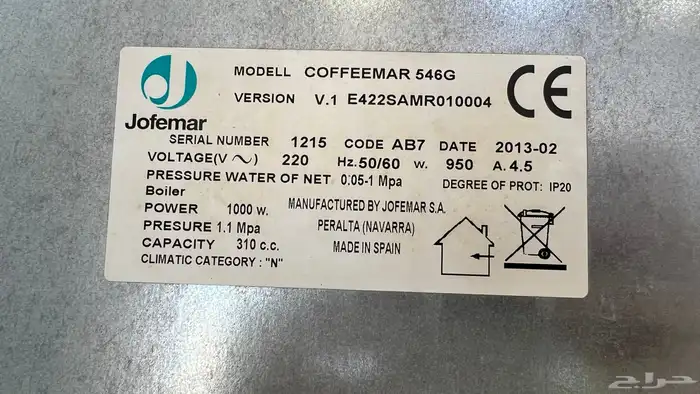 Jofemar
MODELL COFFEEMAR 546G
VERSION V.1 E422SAMR010004
CE
SERIAL NUMBER 1215 CODE AB7 DATE 2013-02
VOLTAGE(V ~) 220 Hz. 50/60 w. 950 A. 4.5
PRESSURE WATER OF NET 0.05-1 Mpa DEGREE OF PROT: IP20
Boiler
POWER 1000 w.
PRESURE 1.1 Mpa
CAPACITY 310 c.c.
CLIMATIC CATEGORY : "N"
MANUFACTURED BY JOFEMAR S.A.
PERALTA (NAVARRA)
MADE IN SPAIN
حراج